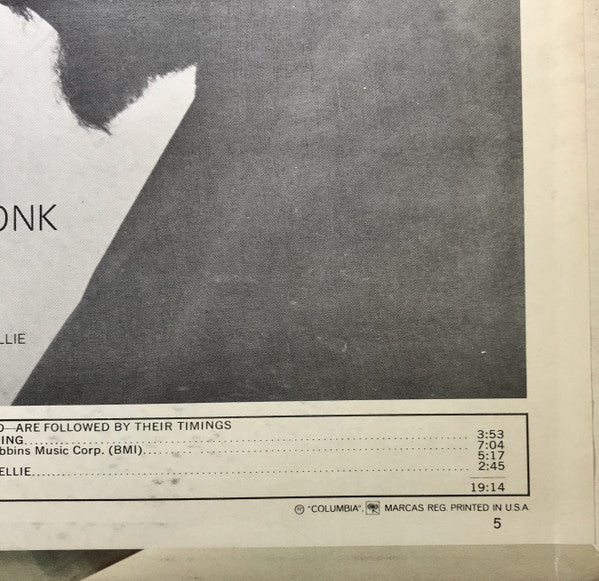 ONK
LLIE
O—ARE FOLLOWED BY THEIR TIMINGS
ING 3:53
bbins Music Corp. (BMI) 7:04
5:17
ELLIE 2:45
19:14
Ⓡ "COLUMBIA", MARCAS REG. PRINTED IN U.S.A.
5